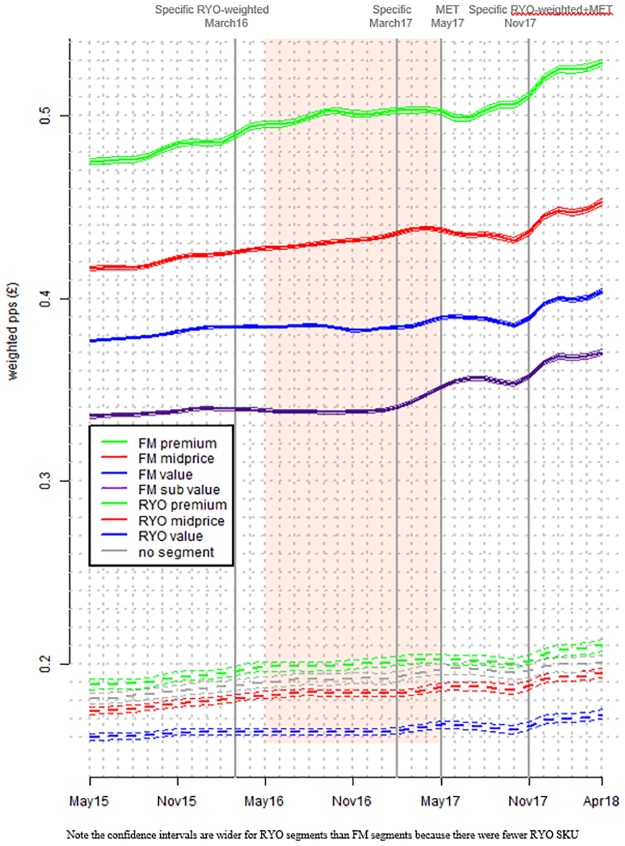 Specific RYO-weighted
March16
Specific
March17
MET
May17
Specific RYO-weighted+MET
Nov17
weighted pps (£)
0.5
0.4
0.3
0.2
FM premium
FM midprice
FM value
FM sub value
RYO premium
RYO midprice
RYO value
no segment
May15 Nov15 May16 Nov16 May17 Nov17 Apr18
Note the confidence intervals are wider for RYO segments than FM segments because there were fewer RYO SKU